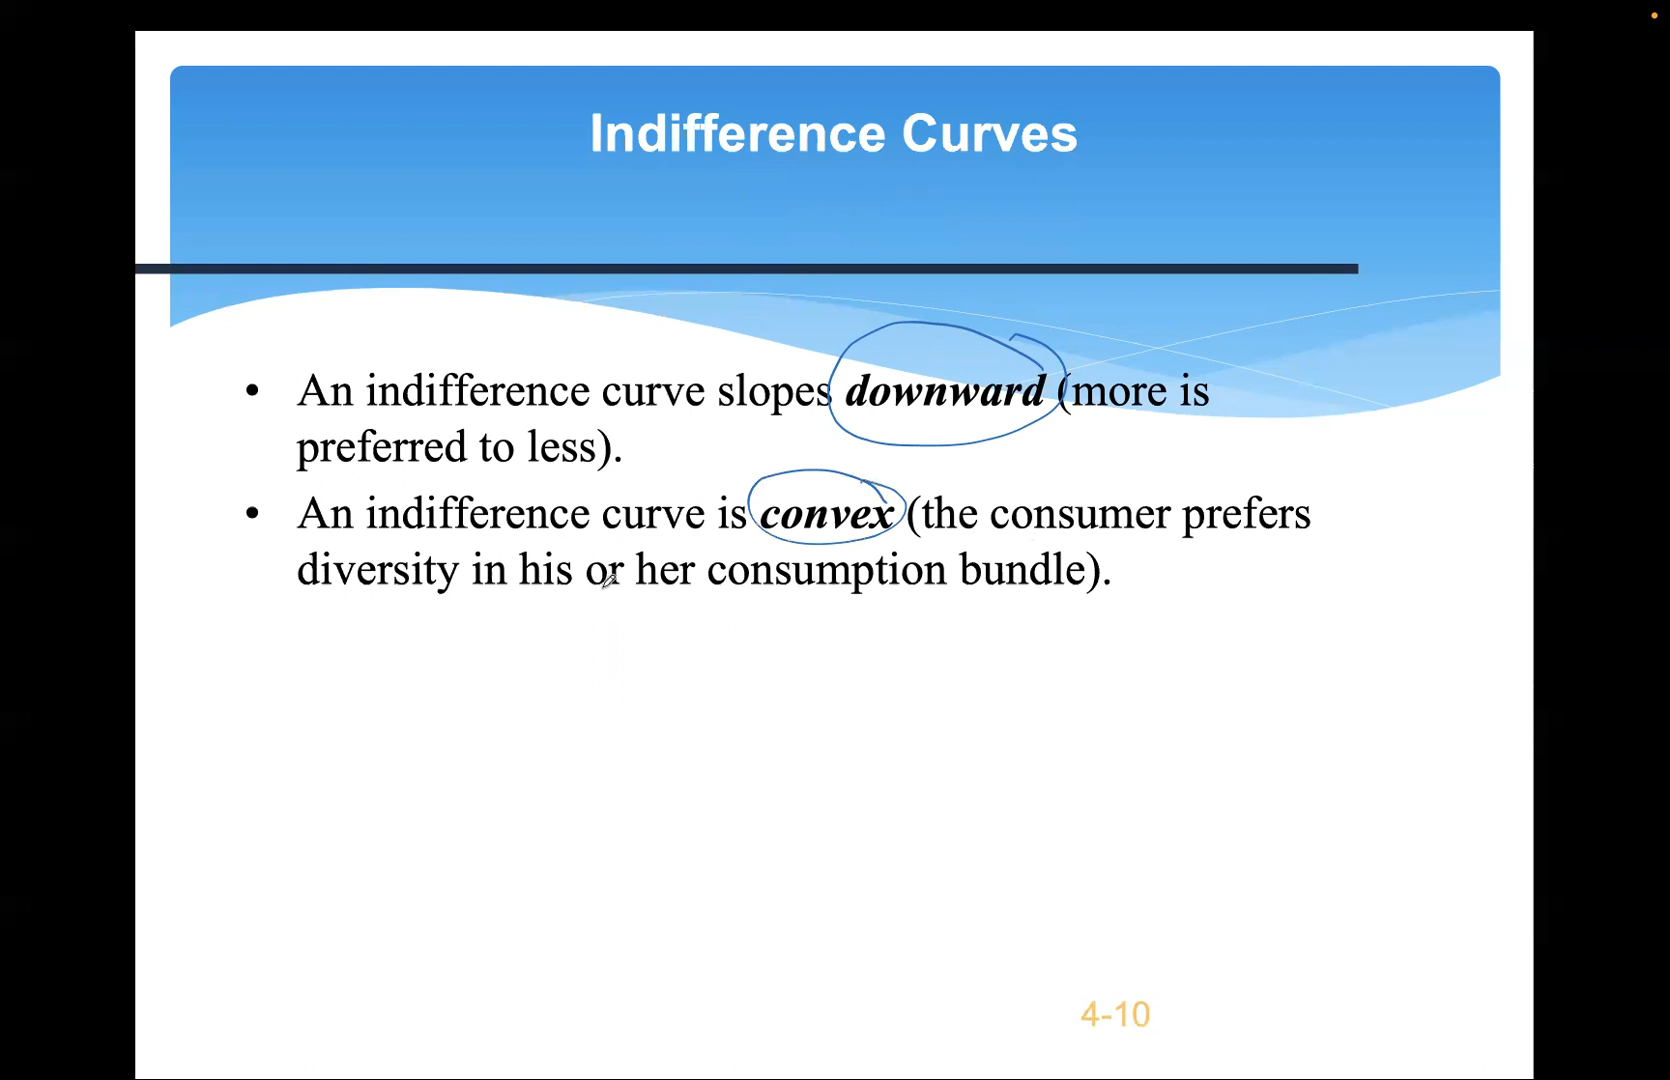 Indifference Curves
• An indifference curve slopes downward (more is
preferred to less).
• An indifference curve is convex (the consumer prefers
diversity in his or her consumption bundle).
4-10